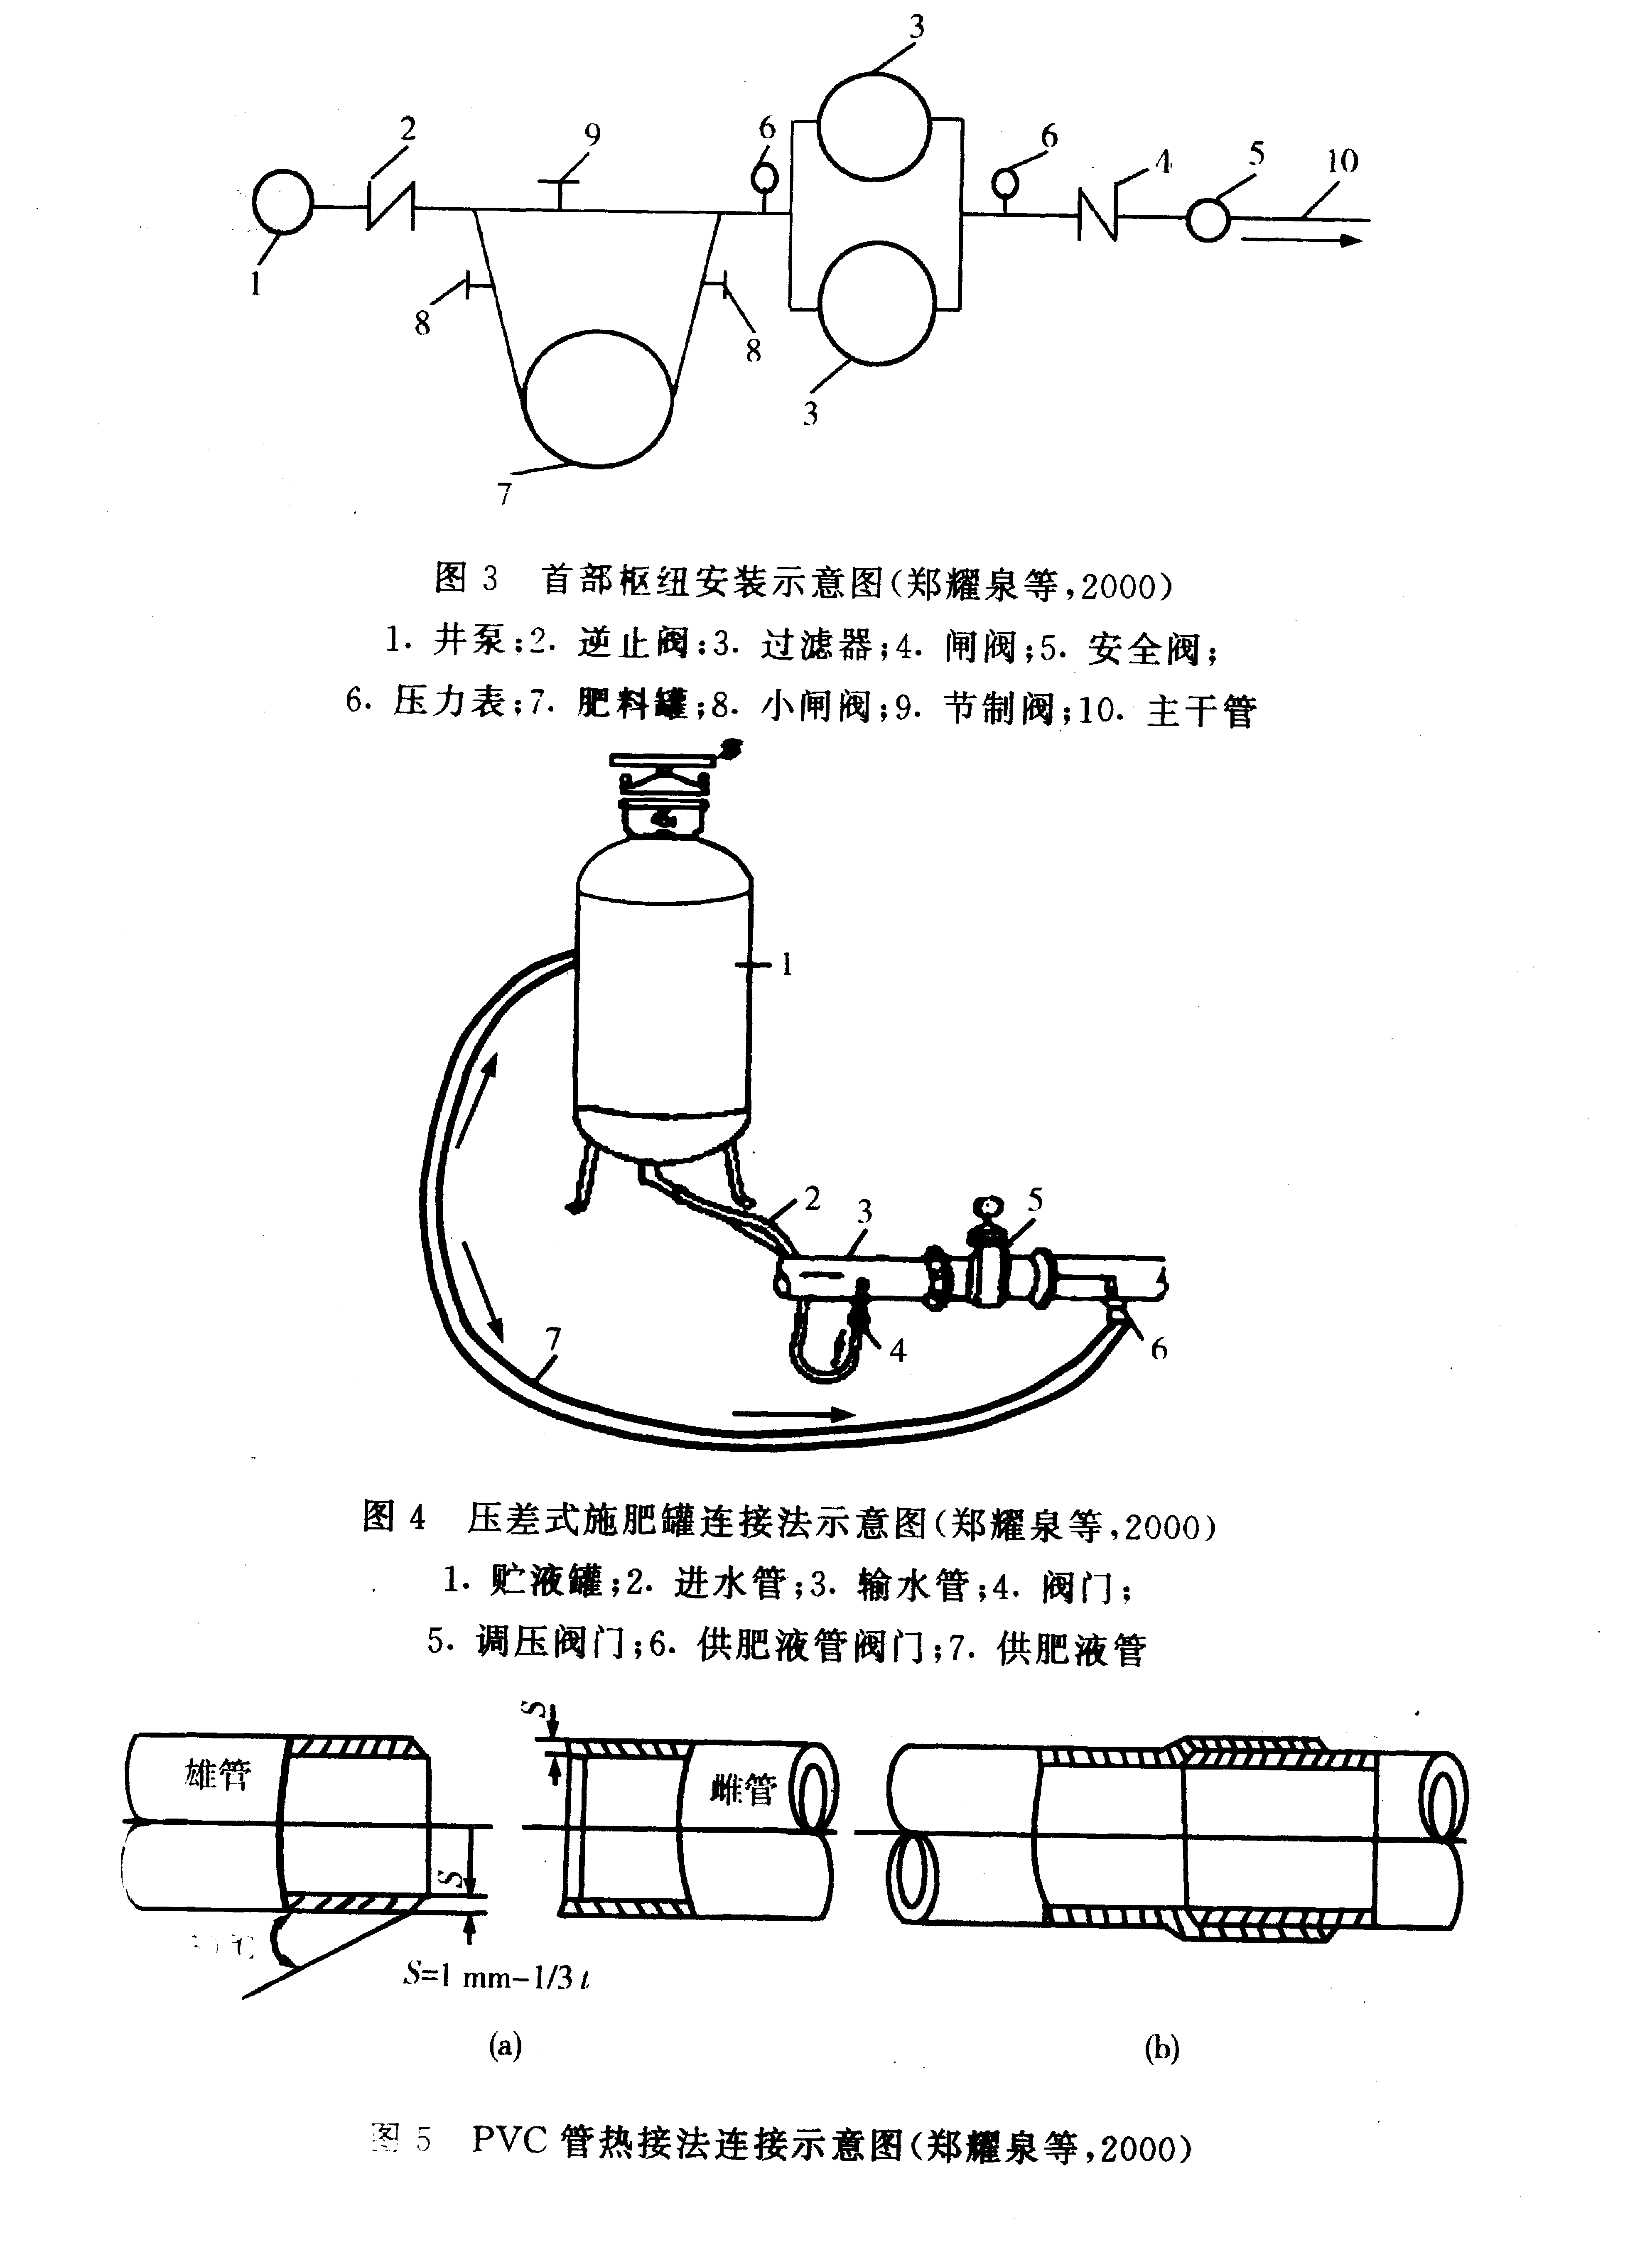 3
2
9
6
6
4
5
10
1
8
8
3
7
图 3 首部枢纽安装示意图(郑耀泉等,2000)
1. 井泵;2. 逆止阀;3. 过滤器;4. 闸阀;5. 安全阀;
6. 压力表;7. 肥料罐;8. 小闸阀;9. 节制阀;10. 主干管
1
2
3
5
7
4
6
图 4 压差式施肥罐连接法示意图(郑耀泉等,2000)
1. 贮液罐;2. 进水管;3. 输水管;4. 阀门;
5. 调压阀门;6. 供肥液管阀门;7. 供肥液管
S
雄管
雌管
S
S=1 mm-1/3 t
(a)
(b)
图 5 PVC 管热接法连接示意图(郑耀泉等,2000)